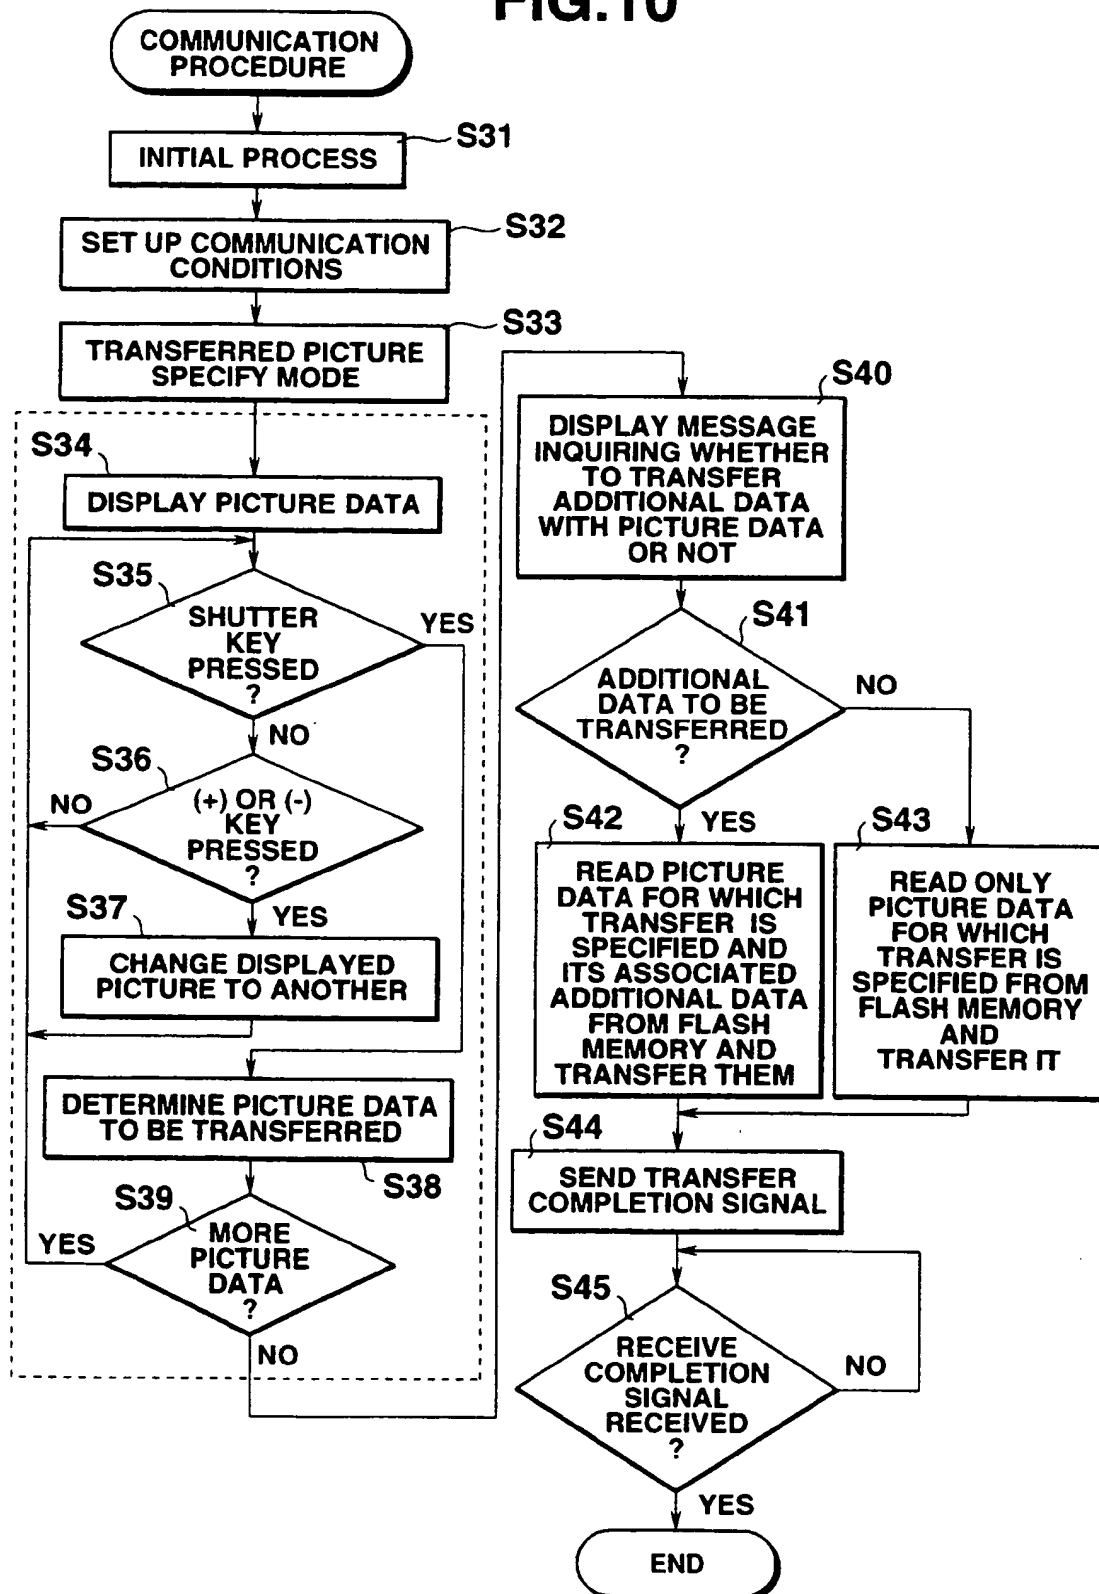 FIG.10
COMMUNICATION
PROCEDURE
S31
INITIAL PROCESS
S32
SET UP COMMUNICATION
CONDITIONS
S33
TRANSFERRED PICTURE
SPECIFY MODE
S34
DISPLAY PICTURE DATA
S35
SHUTTER
KEY
PRESSED
?
YES
NO
S36
(+) OR (-)
KEY
PRESSED
?
NO
YES
S37
CHANGE DISPLAYED
PICTURE TO ANOTHER
DETERMINE PICTURE DATA
TO BE TRANSFERRED
S38
S39
MORE
PICTURE
DATA
?
YES
NO
S40
DISPLAY MESSAGE
INQUIRING WHETHER
TO TRANSFER
ADDITIONAL DATA
WITH PICTURE DATA
OR NOT
S41
ADDITIONAL
DATA TO BE
TRANSFERRED
?
NO
YES
S42
READ PICTURE
DATA FOR WHICH
TRANSFER IS
SPECIFIED AND
ITS ASSOCIATED
ADDITIONAL DATA
FROM FLASH
MEMORY AND
TRANSFER THEM
S43
READ ONLY
PICTURE DATA
FOR WHICH
TRANSFER IS
SPECIFIED FROM
FLASH MEMORY
AND
TRANSFER IT
S44
SEND TRANSFER
COMPLETION SIGNAL
S45
RECEIVE
COMPLETION
SIGNAL
RECEIVED
?
NO
YES
END